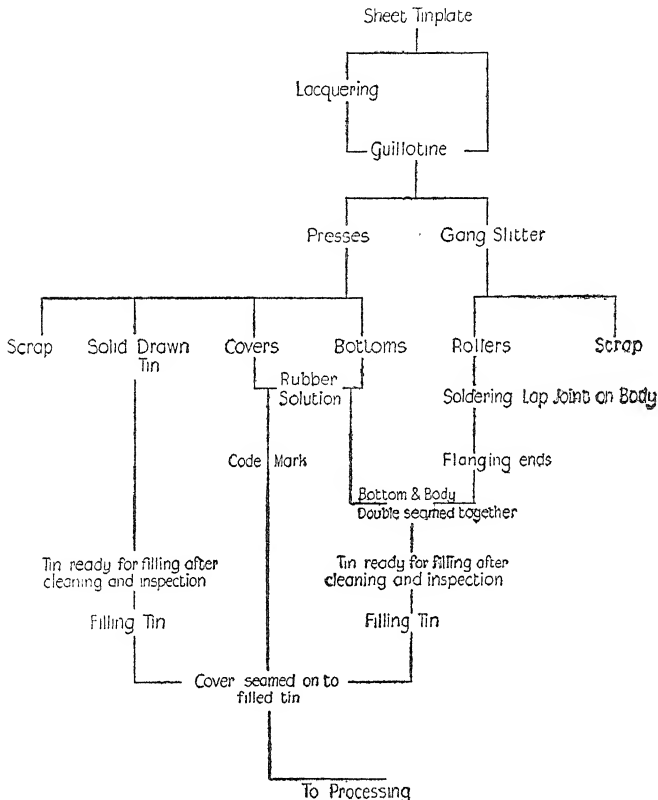 Sheet Tinplate
Lacquering
Guillotine
Presses
Gang Slitter
Scrap
Solid Drawn
Tin
Covers
Bottoms
Rollers
Scrap
Rubber
Solution
Soldering Lap Joint on Body
Code Mark
Flanging ends
Bottom & Body
Double seamed together
Tin ready for filling after
cleaning and inspection
Tin ready for filling after
cleaning and inspection
Filling Tin
Filling Tin
Cover seamed on to
filled tin
To Processing